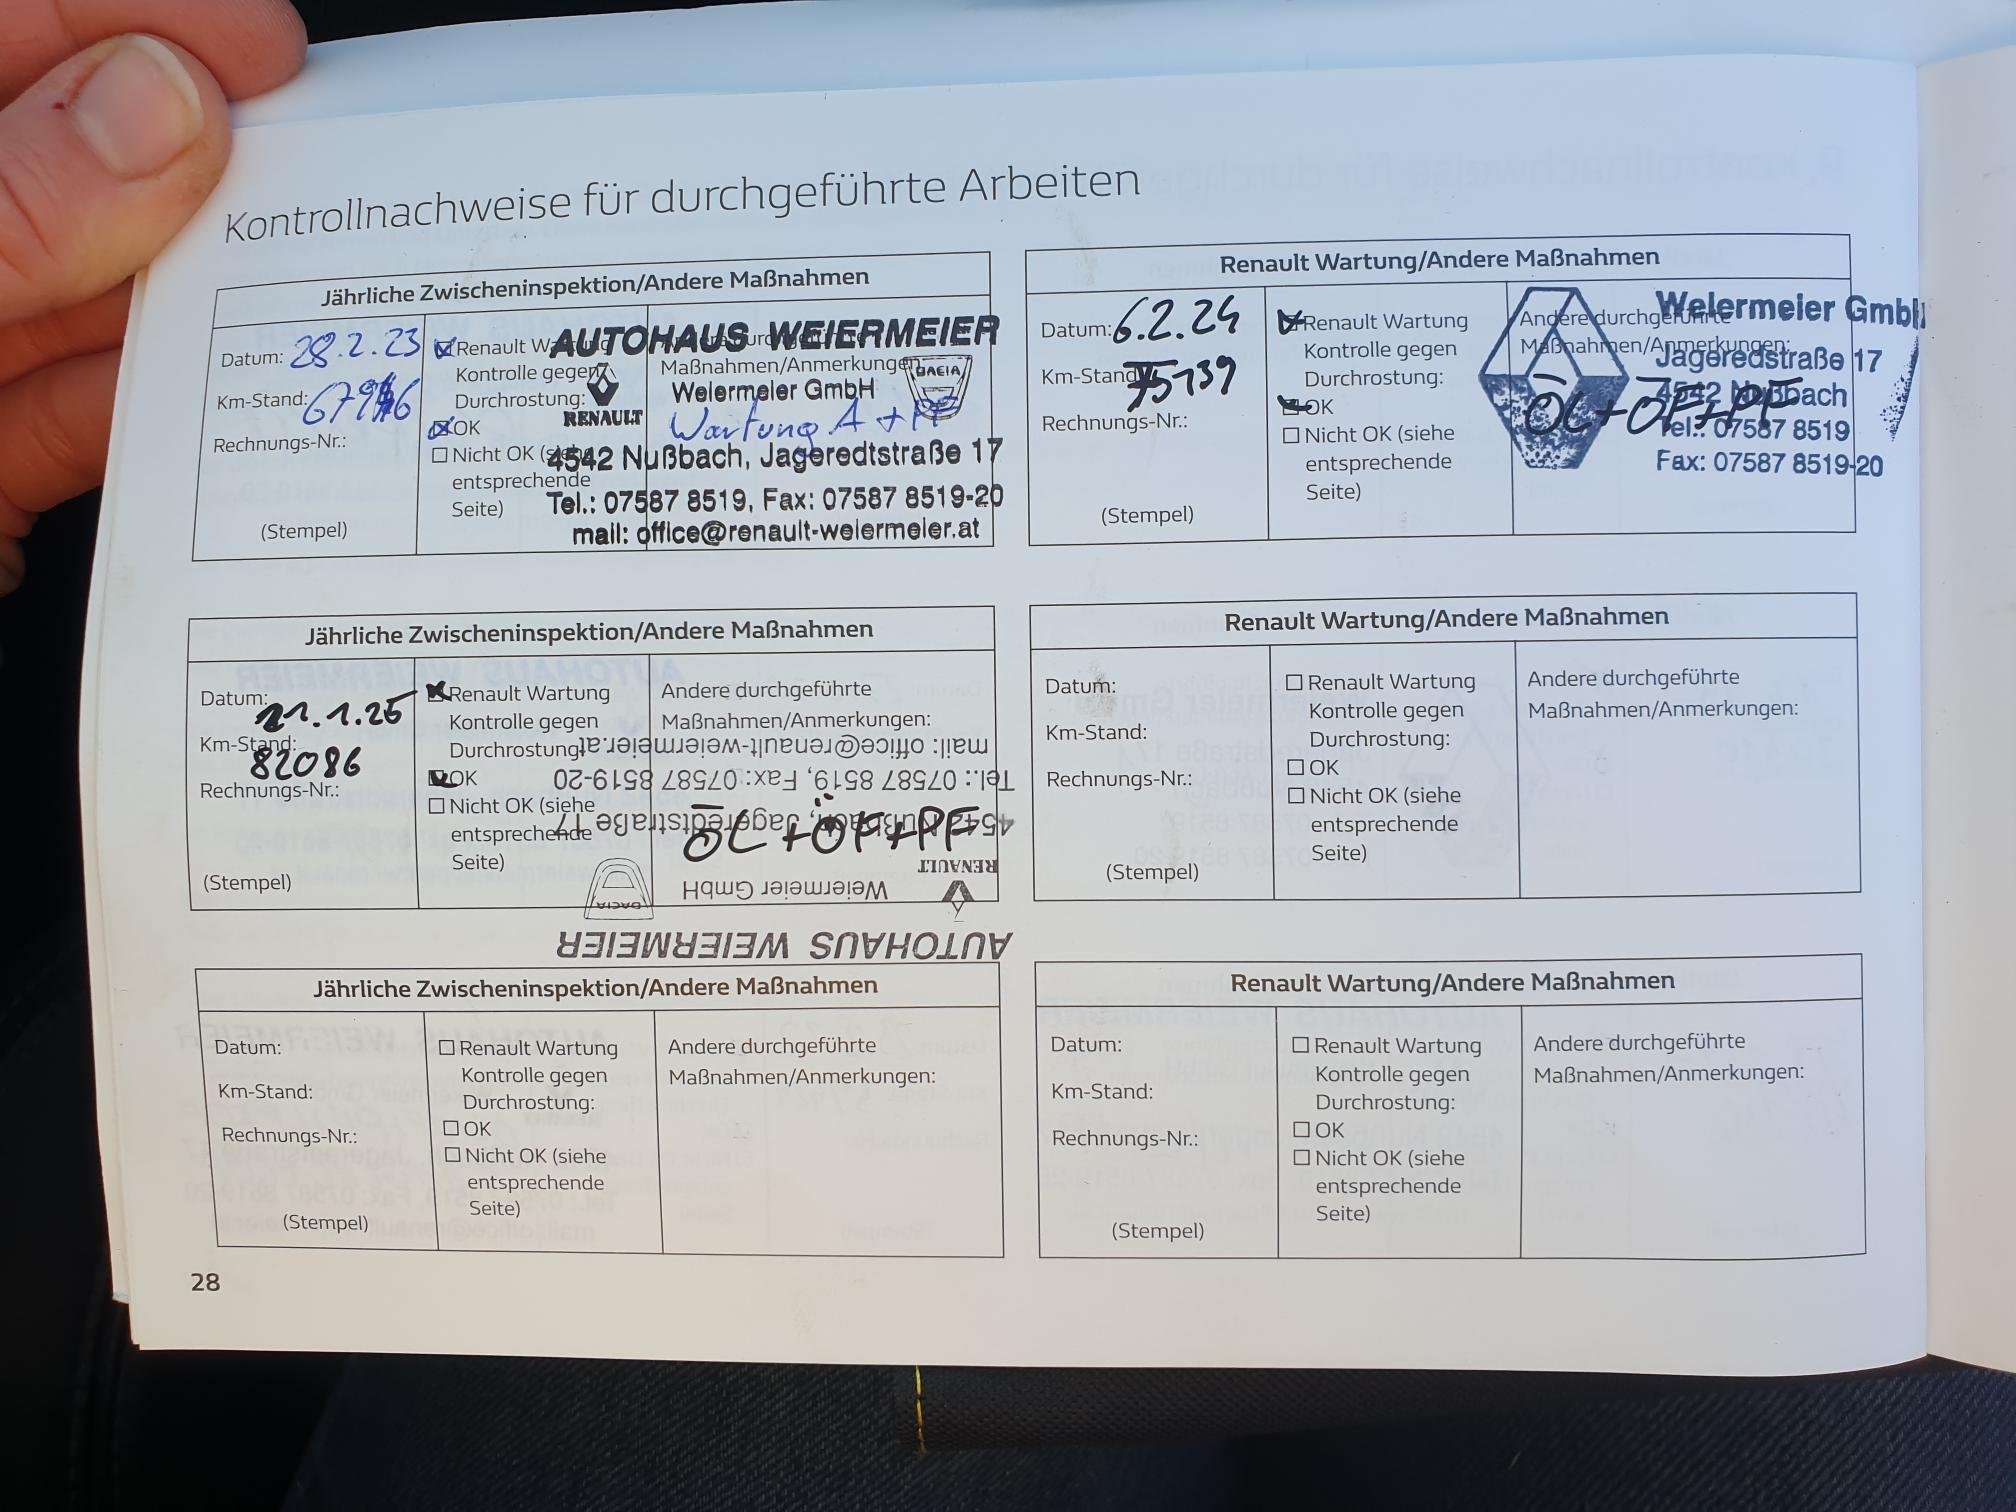 Kontrollnachweise für durchgeführte Arbeiten
Jährliche Zwischeninspektion/Andere Maßnahmen
Datum: 28.2.23
Km-Stand:
Rechnungs-Nr.:
(Stempel)
Renault Wartung
Kontrolle gegen
Durchrostung:
OK
Nicht OK (siehe
entsprechende
Seite)
Maßnahmen/Anmerkungen:
Wartung A + PF
AUTOHAUS WEIERMEIER
Weiermeier GmbH
RENAULT
DACIA
4542 Nußbach, Jageredtstraße 17
Tel.: 07587 8519, Fax: 07587 8519-20
mail: office@renault-weiermeier.at
Renault Wartung/Andere Maßnahmen
Datum: 6.2.24
Km-Stand: 75139
Rechnungs-Nr.:
(Stempel)
Renault Wartung
Kontrolle gegen
Durchrostung:
OK
Nicht OK (siehe
entsprechende
Seite)
Andere durchgeführte
Maßnahmen/Anmerkungen:
ÖL+ÖF+PF
Weiermeier GmbH
Jageredstraße 17
4542 Nußbach
Tel.: 07587 8519
Fax: 07587 8519-20
Jährliche Zwischeninspektion/Andere Maßnahmen
Datum: 21.1.25
Km-Stand: 82086
Rechnungs-Nr.:
(Stempel)
Renault Wartung
Kontrolle gegen
Durchrostung:
OK
Nicht OK (siehe
entsprechende
Seite)
Andere durchgeführte
Maßnahmen/Anmerkungen:
ÖL+ÖF+PF
mail: office@renault-weiermeier.at
Tel.: 07587 8519, Fax: 07587 8519-20
4542 Nußbach, Jageredtstraße 17
RENAULT
Weiermeier GmbH
DACIA
AUTOHAUS WEIERMEIER
Renault Wartung/Andere Maßnahmen
Datum:
Km-Stand:
Rechnungs-Nr.:
(Stempel)
Renault Wartung
Kontrolle gegen
Durchrostung:
OK
Nicht OK (siehe
entsprechende
Seite)
Andere durchgeführte
Maßnahmen/Anmerkungen:
Jährliche Zwischeninspektion/Andere Maßnahmen
Datum:
Km-Stand:
Rechnungs-Nr.:
(Stempel)
Renault Wartung
Kontrolle gegen
Durchrostung:
OK
Nicht OK (siehe
entsprechende
Seite)
Andere durchgeführte
Maßnahmen/Anmerkungen:
Renault Wartung/Andere Maßnahmen
Datum:
Km-Stand:
Rechnungs-Nr.:
(Stempel)
Renault Wartung
Kontrolle gegen
Durchrostung:
OK
Nicht OK (siehe
entsprechende
Seite)
Andere durchgeführte
Maßnahmen/Anmerkungen:
28